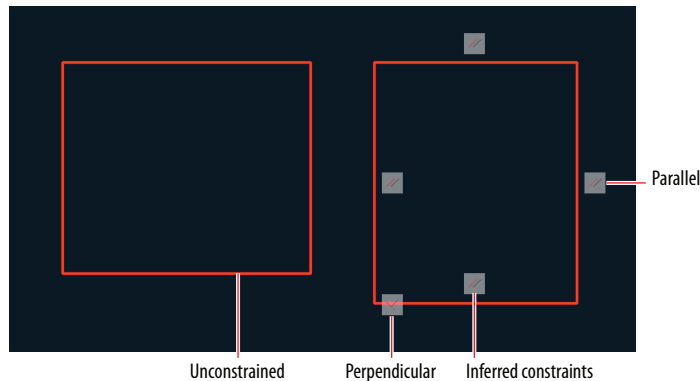 Parallel
Unconstrained
Perpendicular
Inferred constraints